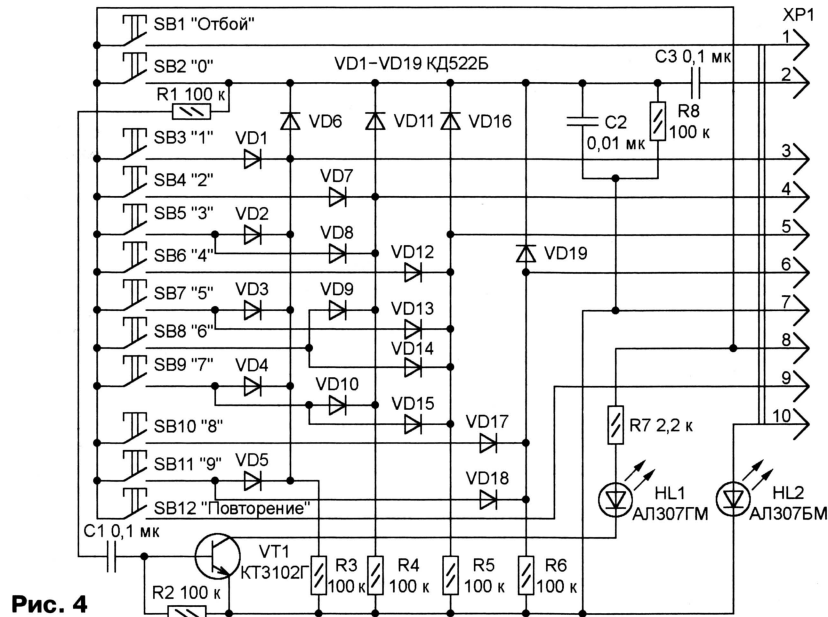 XP1
SB1 "Отбой"
1
SB2 "0"
VD1–VD19 КД522Б
C3 0,1 мк
2
R1 100 к
VD6
VD11
VD16
C2
0,01 мк
R8
100 к
SB3 "1"
VD1
3
SB4 "2"
VD7
4
SB5 "3"
VD2
VD8
5
SB6 "4"
VD12
VD19
6
SB7 "5"
VD3
VD9
VD13
7
SB8 "6"
VD14
8
SB9 "7"
VD4
VD10
VD15
9
SB10 "8"
VD17
R7 2,2 к
10
SB11 "9"
VD5
VD18
HL1
АЛ307ГМ
HL2
АЛ307БМ
SB12 "Повторение"
C1 0,1 мк
VT1
КТ3102Г
R3
100 к
R4
100 к
R5
100 к
R6
100 к
R2 100 к
Рис. 4